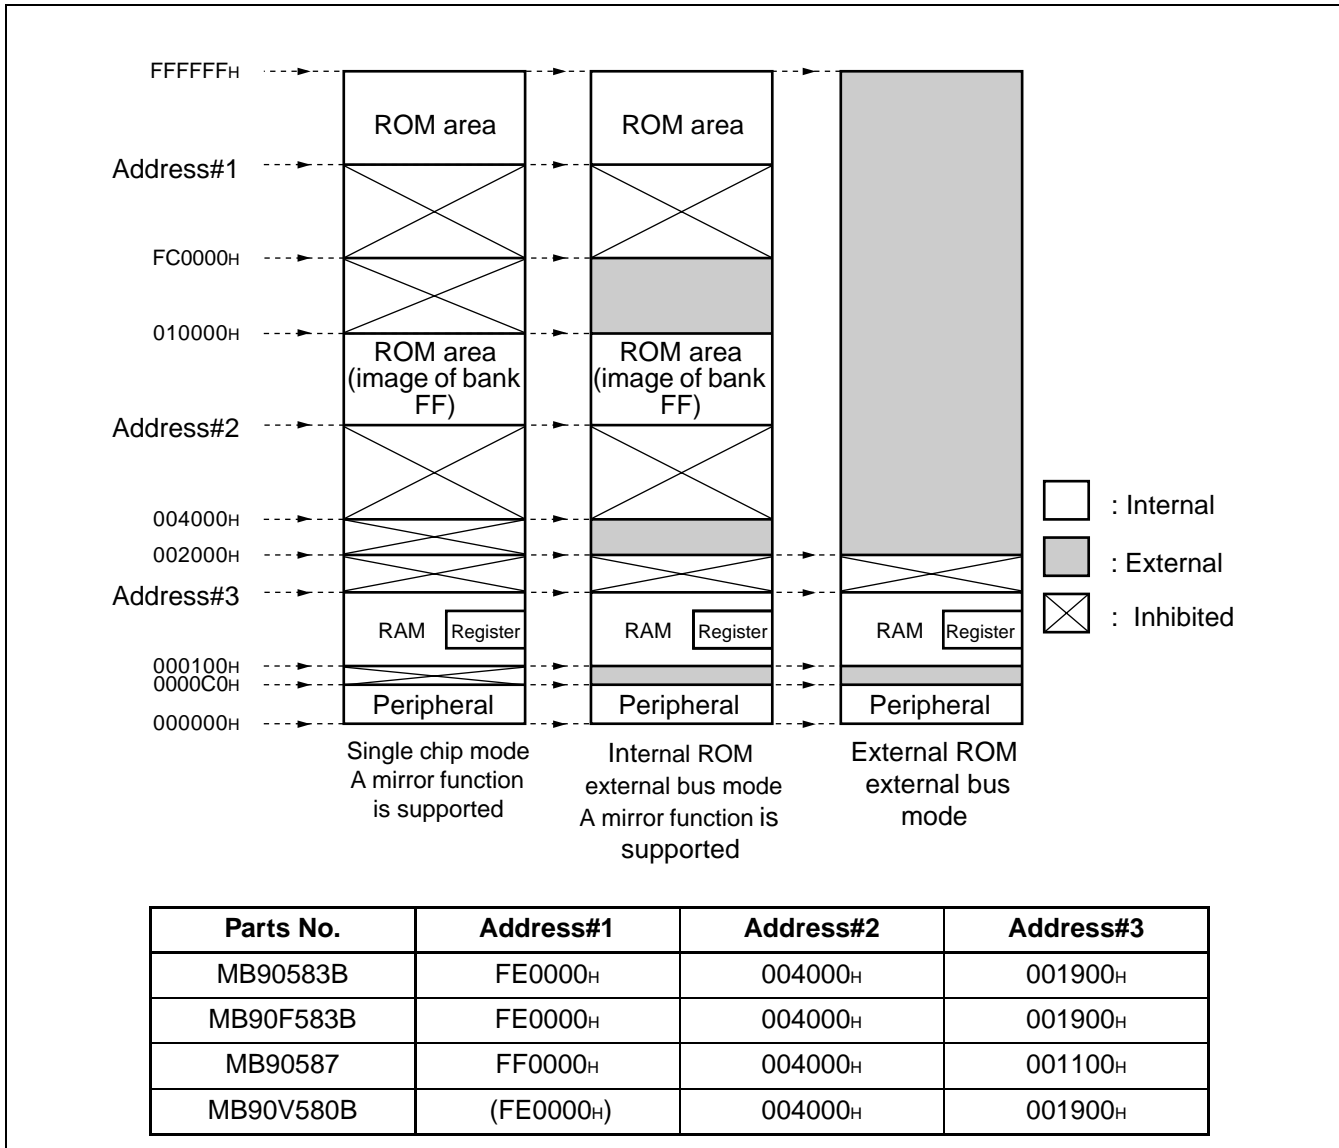 FFFFFFH
ROM area
ROM area
Address#1
FC0000H
010000H
ROM area
(image of bank
FF)
ROM area
(image of bank
FF)
Address#2
004000H
002000H
Address#3
RAM
Register
RAM
Register
RAM
Register
000100H
0000C0H
Peripheral
Peripheral
Peripheral
000000H
: Internal
: External
: Inhibited
Single chip mode
A mirror function
is supported
Internal ROM
external bus mode
A mirror function is
supported
External ROM
external bus
mode
Parts No. Address#1 Address#2 Address#3
MB90583B FE0000H 004000H 001900H
MB90F583B FE0000H 004000H 001900H
MB90587 FF0000H 004000H 001100H
MB90V580B (FE0000H) 004000H 001900H